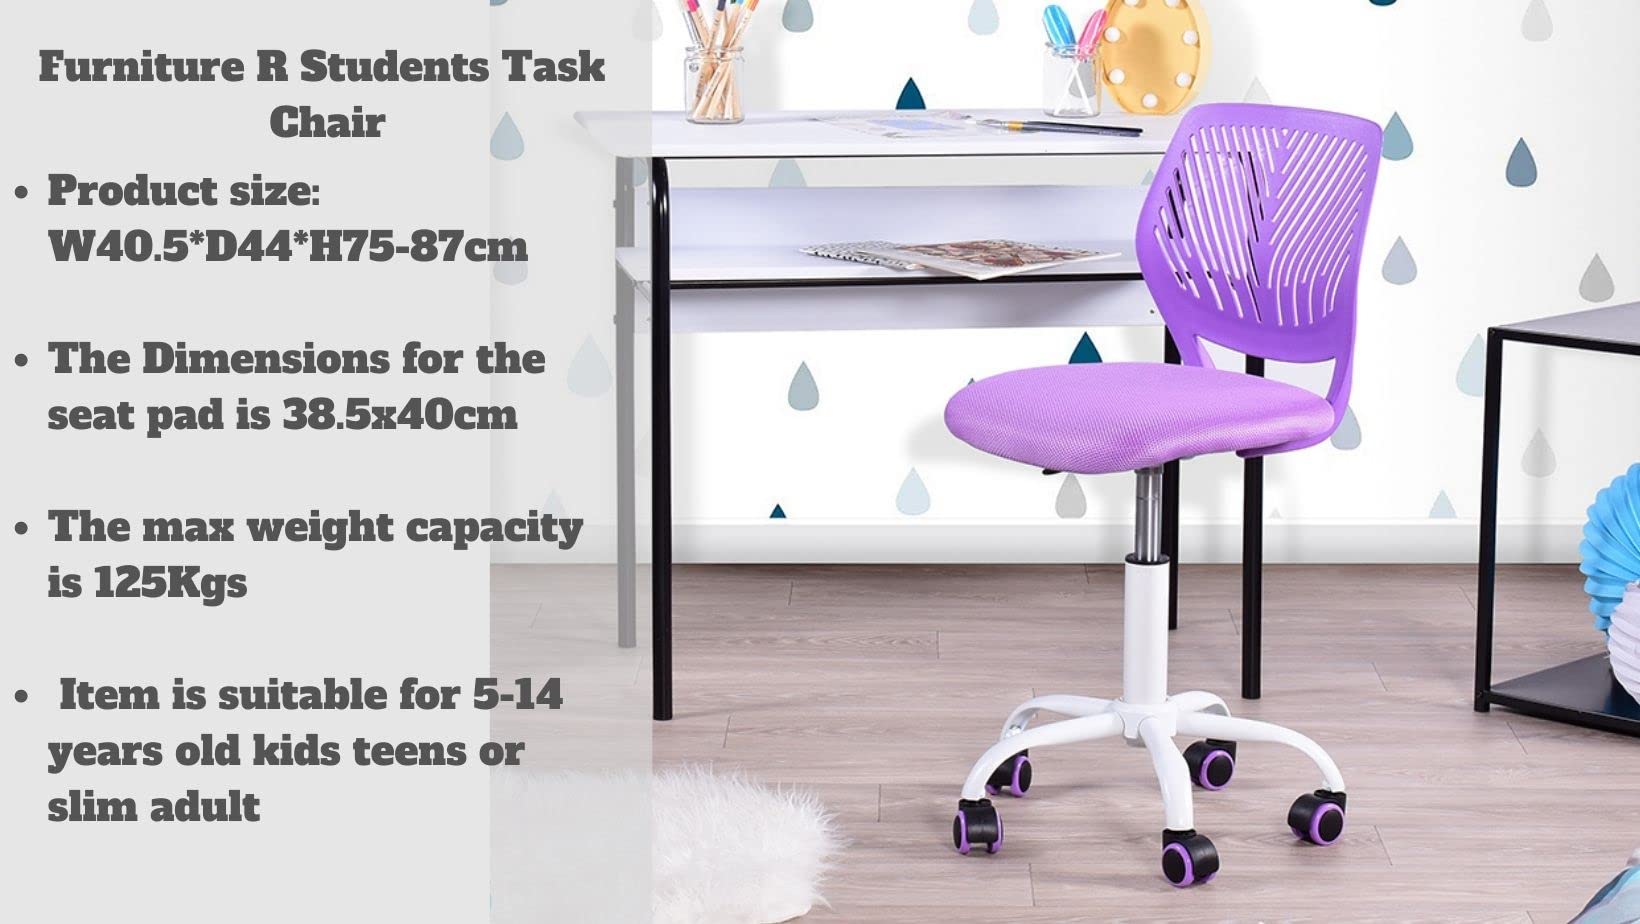 Furniture R Students Task
Chair
• Product size:
W40.5*D44*H75-87cm
• The Dimensions for the
seat pad is 38.5x40cm
• The max weight capacity
is 125Kgs
• Item is suitable for 5-14
years old kids teens or
slim adult